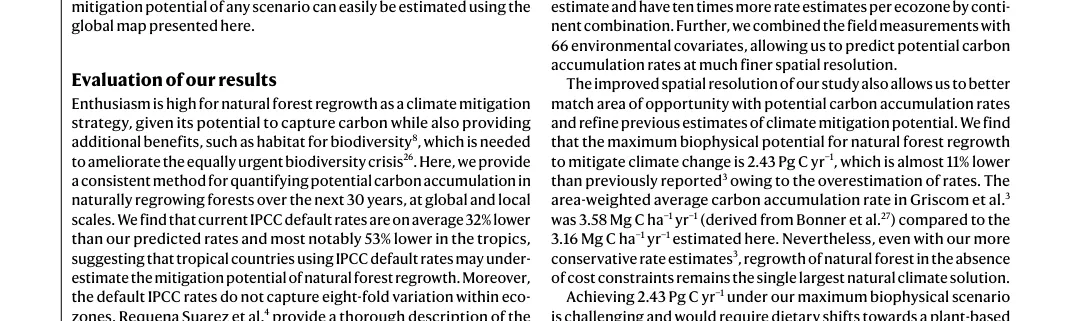 mitigation potential of any scenario can easily be estimated using the
global map presented here.
Evaluation of our results
Enthusiasm is high for natural forest regrowth as a climate mitigation
strategy, given its potential to capture carbon while also providing
additional benefits, such as habitat for biodiversity⁸, which is needed
to ameliorate the equally urgent biodiversity crisis²⁶. Here, we provide
a consistent method for quantifying potential carbon accumulation in
naturally regrowing forests over the next 30 years, at global and local
scales. We find that current IPCC default rates are on average 32% lower
than our predicted rates and most notably 53% lower in the tropics,
suggesting that tropical countries using IPCC default rates may under-
estimate the mitigation potential of natural forest regrowth. Moreover,
the default IPCC rates do not capture eight-fold variation within eco-
zones. Requena Suarez et al.⁴ provide a thorough description of the
estimate and have ten times more rate estimates per ecozone by conti-
nent combination. Further, we combined the field measurements with
66 environmental covariates, allowing us to predict potential carbon
accumulation rates at much finer spatial resolution.
The improved spatial resolution of our study also allows us to better
match area of opportunity with potential carbon accumulation rates
and refine previous estimates of climate mitigation potential. We find
that the maximum biophysical potential for natural forest regrowth
to mitigate climate change is 2.43 Pg C yr⁻¹, which is almost 11% lower
than previously reported³ owing to the overestimation of rates. The
area-weighted average carbon accumulation rate in Griscom et al.³
was 3.58 Mg C ha⁻¹ yr⁻¹ (derived from Bonner et al.²⁷) compared to the
3.16 Mg C ha⁻¹ yr⁻¹ estimated here. Nevertheless, even with our more
conservative rate estimates³, regrowth of natural forest in the absence
of cost constraints remains the single largest natural climate solution.
Achieving 2.43 Pg C yr⁻¹ under our maximum biophysical scenario
is challenging and would require dietary shifts towards a plant-based